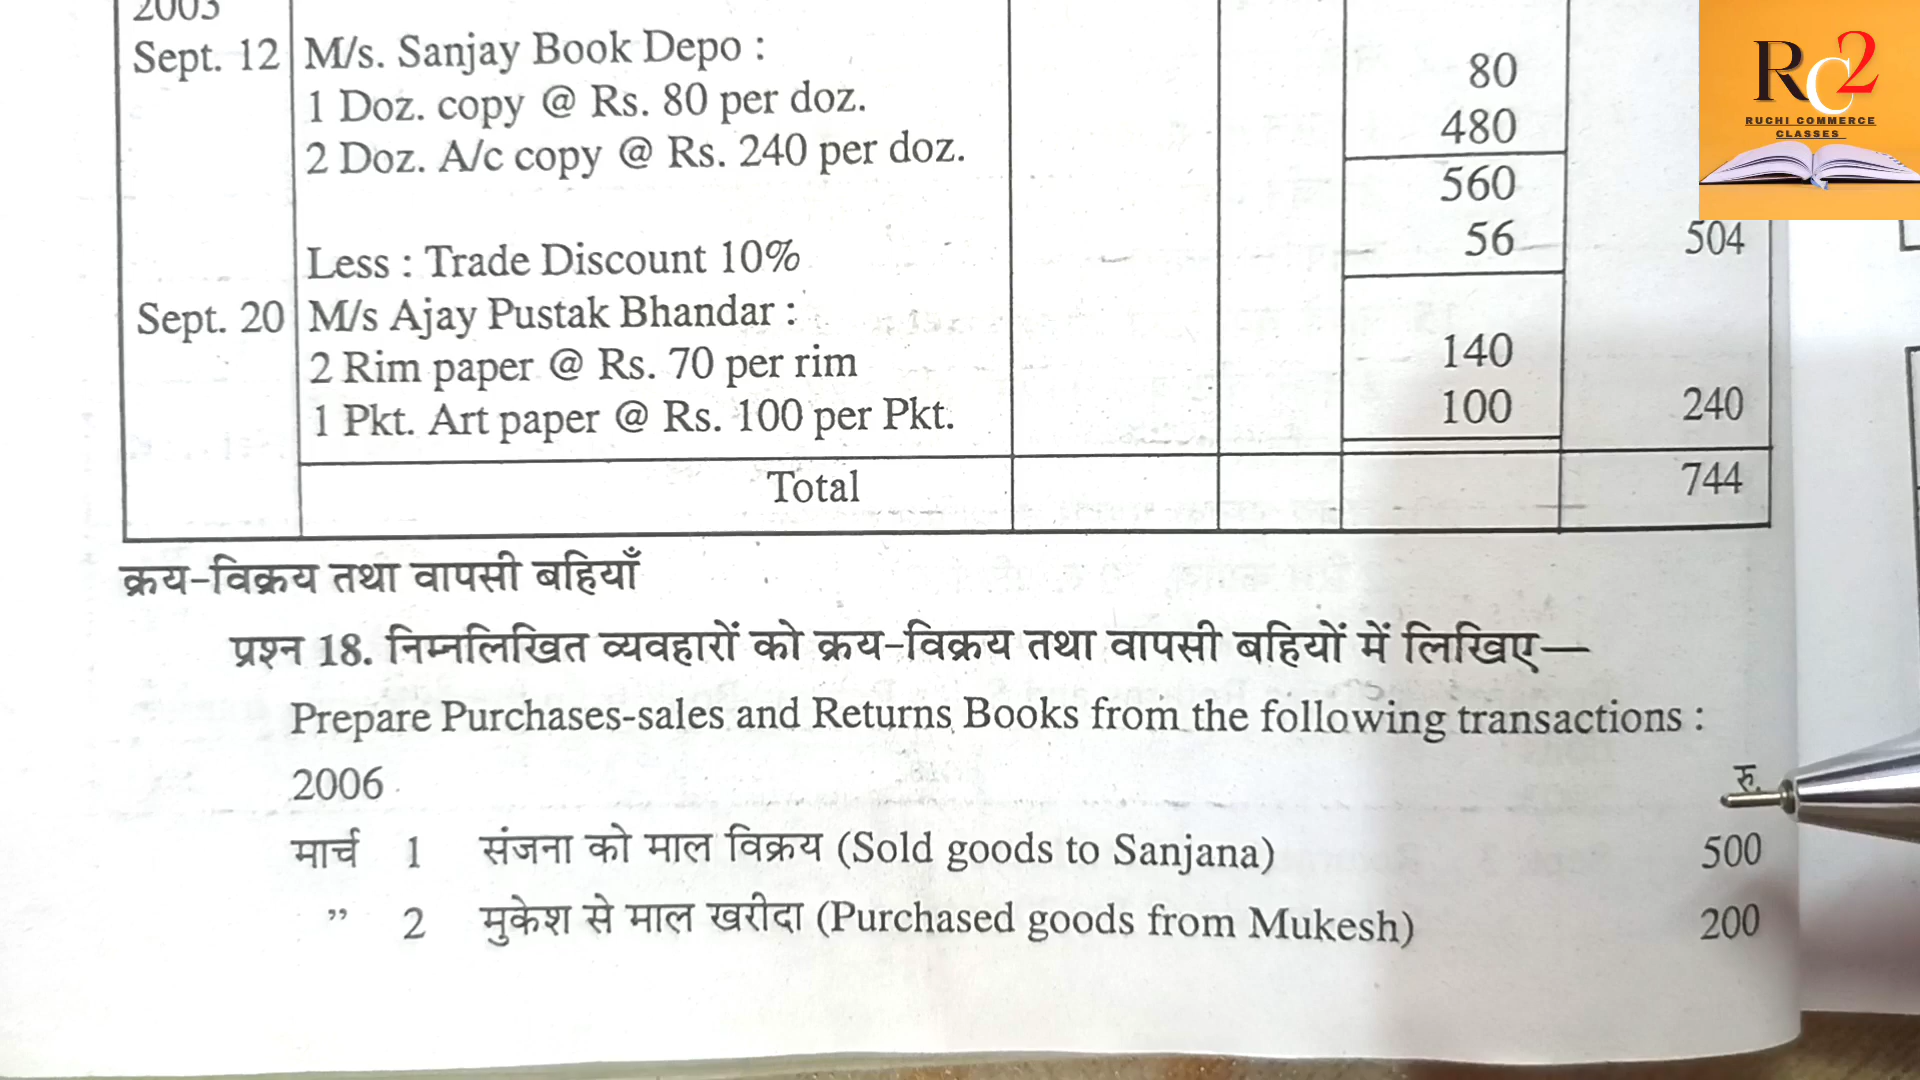 2003
Sept. 12 M/s. Sanjay Book Depo :
1 Doz. copy @ Rs. 80 per doz. 80
2 Doz. A/c copy @ Rs. 240 per doz. 480
560
Less : Trade Discount 10% 56 504
Sept. 20 M/s Ajay Pustak Bhandar :
2 Rim paper @ Rs. 70 per rim 140
1 Pkt. Art paper @ Rs. 100 per Pkt. 100 240
Total 744
क्रय-विक्रय तथा वापसी बहियाँ
प्रश्न 18. निम्नलिखित व्यवहारों को क्रय-विक्रय तथा वापसी बहियों में लिखिए—
Prepare Purchases-sales and Returns Books from the following transactions :
2006
रु.
मार्च 1 संजना को माल विक्रय (Sold goods to Sanjana) 500
” 2 मुकेश से माल खरीदा (Purchased goods from Mukesh) 200
RC2
RUCHI COMMERCE
CLASSES